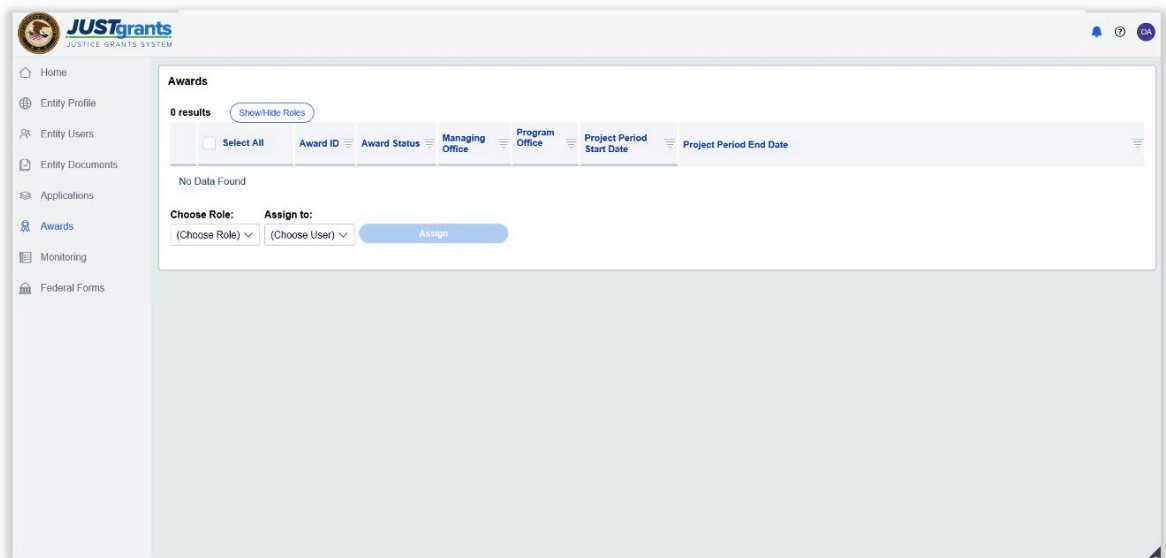 JUSTgrants
JUSTICE GRANTS SYSTEM
OA
Home
Entity Profile
Entity Users
Entity Documents
Applications
Awards
Monitoring
Federal Forms
Awards
0 results Show/Hide Roles
Select All Award ID Award Status Managing Office Program Office Project Period Start Date Project Period End Date
No Data Found
Choose Role: Assign to:
(Choose Role) (Choose User) Assign